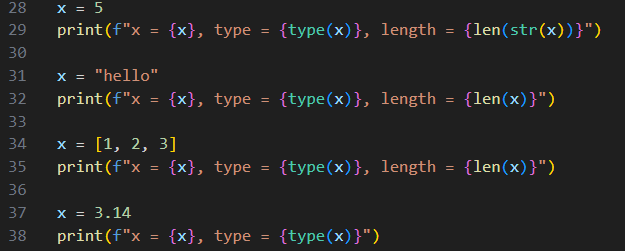 28 x = 5
29 print(f"x = {x}, type = {type(x)}, length = {len(str(x))}")
30
31 x = "hello"
32 print(f"x = {x}, type = {type(x)}, length = {len(x)}")
33
34 x = [1, 2, 3]
35 print(f"x = {x}, type = {type(x)}, length = {len(x)}")
36
37 x = 3.14
38 print(f"x = {x}, type = {type(x)}")